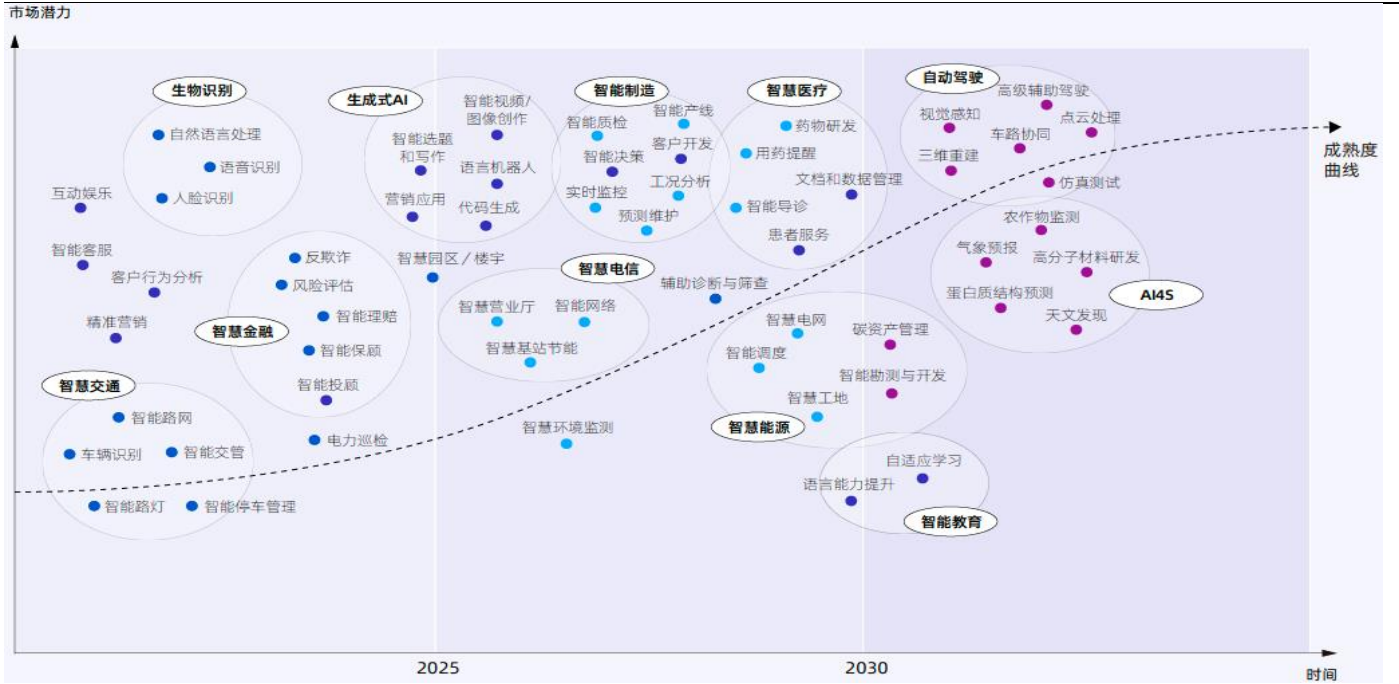 市场潜力
生物识别
自然语言处理
语音识别
人脸识别
互动娱乐
智能客服
客户行为分析
精准营销
反欺诈
风险评估
智能理赔
智能保顾
智能投顾
智慧金融
智慧交通
智能路网
车辆识别
智能交管
智能路灯
智能停车管理
电力巡检
生成式AI
智能视频/
图像创作
智能选题
和写作
语言机器人
营销应用
代码生成
智慧园区/楼宇
智能制造
智能产线
智能质检
客户开发
智能决策
工况分析
实时监控
预测维护
智慧电信
智慧营业厅
智能网络
智慧基站节能
智慧环境监测
智慧医疗
药物研发
用药提醒
文档和数据管理
智能导诊
患者服务
辅助诊断与筛查
智慧电网
碳资产管理
智能调度
智能勘测与开发
智慧工地
智慧能源
自适应学习
语言能力提升
智能教育
自动驾驶
高级辅助驾驶
视觉感知
点云处理
车路协同
三维重建
仿真测试
农作物监测
气象预报
高分子材料研发
蛋白质结构预测
天文发现
AI4S
成熟度
曲线
2025
2030
时间